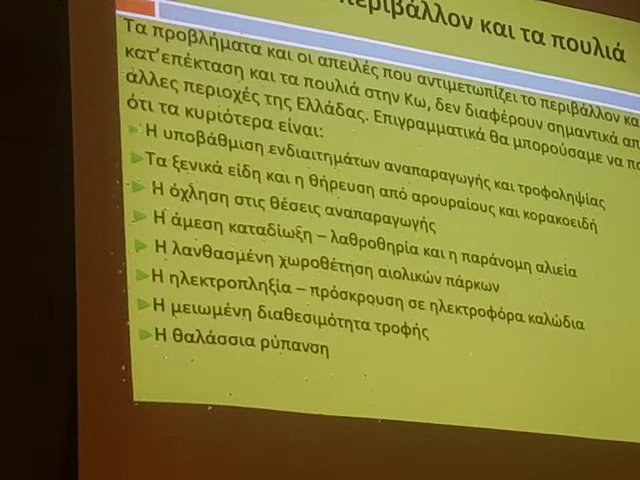 περιβάλλον και τα πουλιά
Τα προβλήματα και οι απειλές που αντιμετωπίζει το περιβάλλον
κατ'επέκταση και τα πουλιά στην Κω, δεν διαφέρουν σημαντικά
άλλες περιοχές της Ελλάδας. Επιγραμματικά θα μπορούσαμε να
ότι τα κυριότερα είναι:
Η υποβάθμιση ενδιαιτημάτων αναπαραγωγής και τροφοληψίας
Τα ξενικά είδη και η θήρευση από αρουραίους και κορακοειδή
Η όχληση στις θέσεις αναπαραγωγής
Η άμεση καταδίωξη – λαθροθηρία και η παράνομη αλιεία
Η λανθασμένη χωροθέτηση αιολικών πάρκων
Η ηλεκτροπληξία – πρόσκρουση σε ηλεκτροφόρα καλώδια
Η μειωμένη διαθεσιμότητα τροφής
Η θαλάσσια ρύπανση